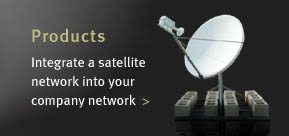 Products
Integrate a satellite
network into your
company network >